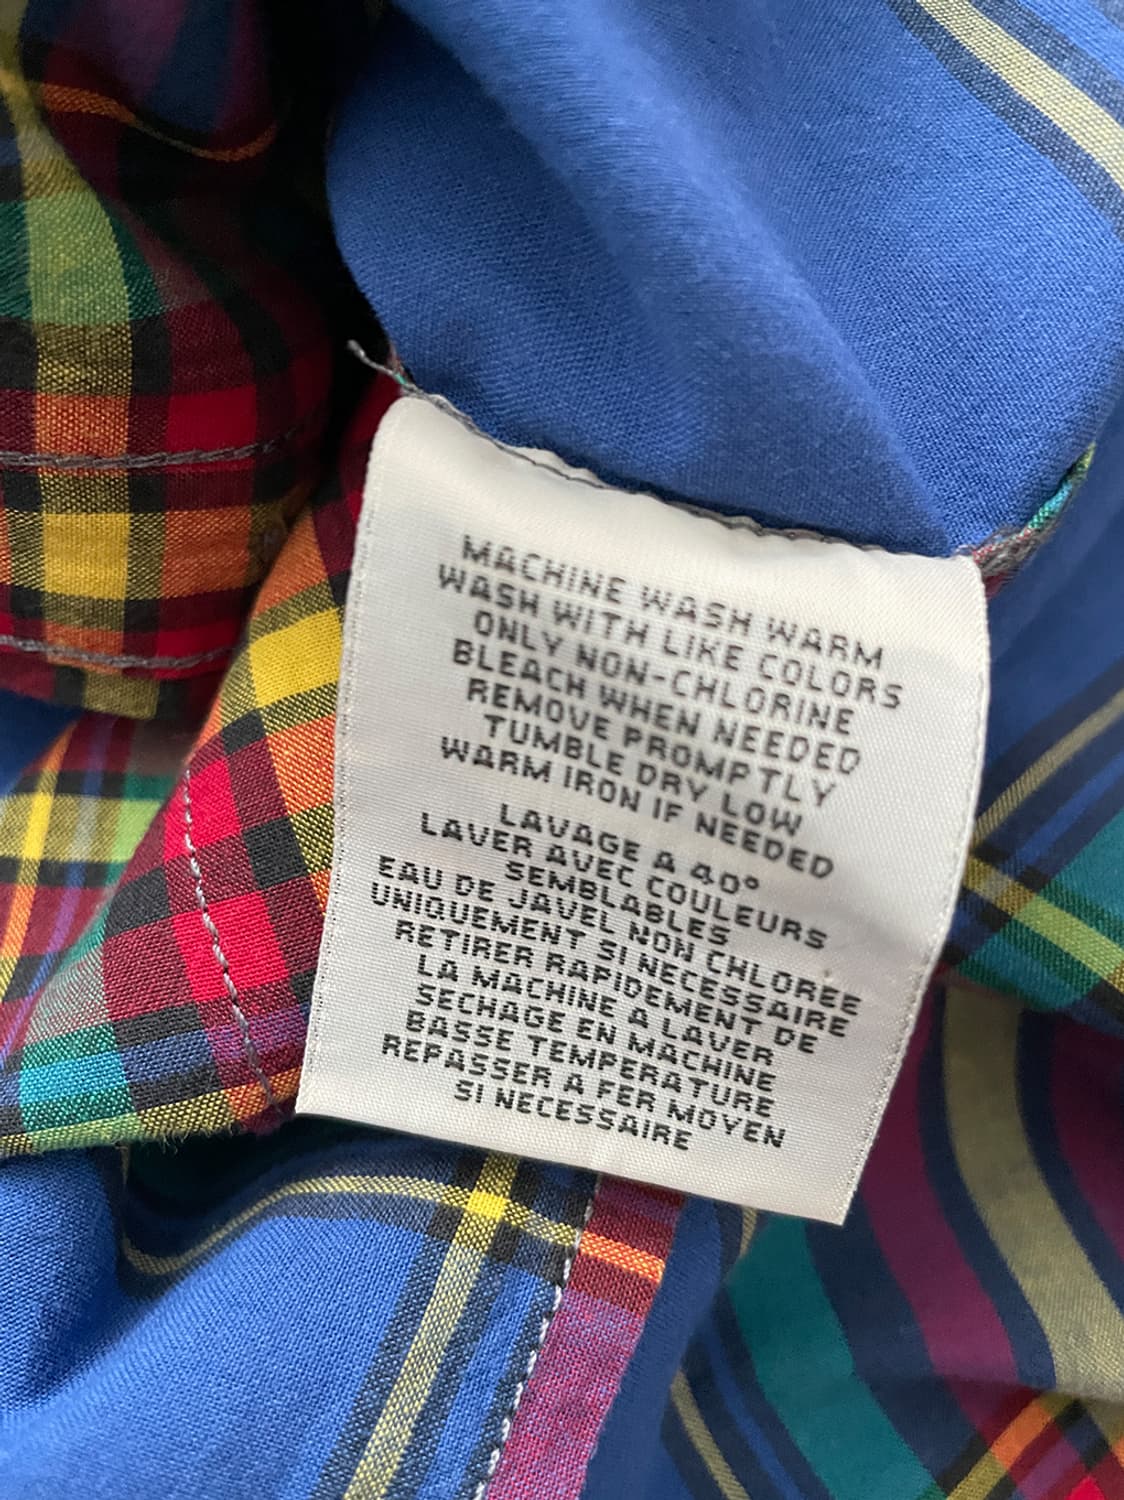 MACHINE WASH WARM
WASH WITH LIKE COLORS
ONLY NON-CHLORINE
BLEACH WHEN NEEDED
REMOVE PROMPTLY
TUMBLE DRY LOW
WARM IRON IF NEEDED
LAVAGE A 40°
LAVER AVEC COULEURS
SEMBLABLES
EAU DE JAVEL NON CHLOREE
UNIQUEMENT SI NECESSAIRE
RETIRER RAPIDEMENT DE
LA MACHINE A LAVER
SECHAGE EN MACHINE
BASSE TEMPERATURE
REPASSER A FER MOYEN
SI NECESSAIRE